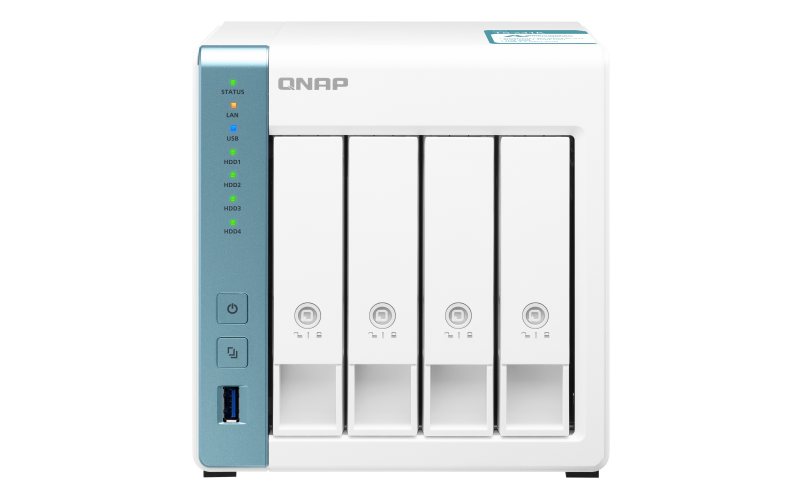 QNAP
STATUS
LAN
USB
HDD1
HDD2
HDD3
HDD4